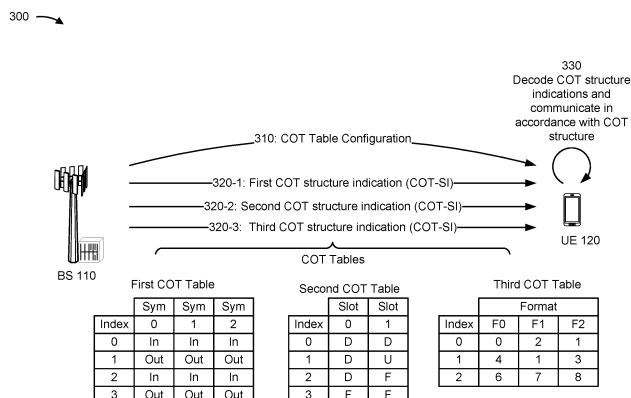 300
330
Decode COT structure
indications and
communicate in
accordance with COT
structure
310: COT Table Configuration
320-1: First COT structure indication (COT-SI)
320-2: Second COT structure indication (COT-SI)
320-3: Third COT structure indication (COT-SI)
BS 110
UE 120
COT Tables
First COT Table
Sym Sym Sym
Index 0 1 2
0 In In In
1 Out Out Out
2 In In In
3 Out Out Out
Second COT Table
Slot Slot
Index 0 1
0 D D
1 D U
2 D F
3 F F
Third COT Table
Format
Index F0 F1 F2
0 0 2 1
1 4 1 3
2 6 7 8